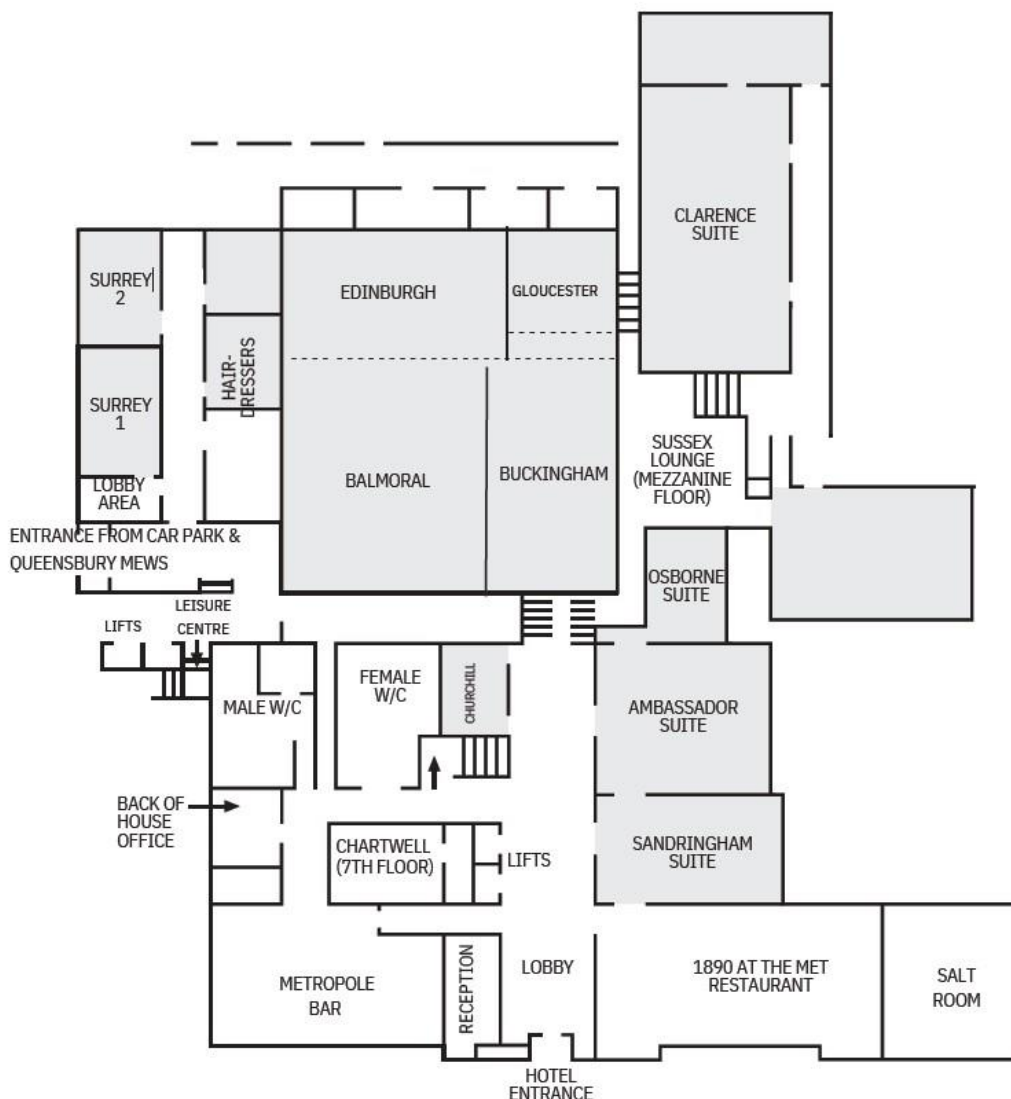 CLARENCE
SUITE
SURREY
2
EDINBURGH
GLOUCESTER
HAIR-
DRESSERS
SURREY
1
BALMORAL
BUCKINGHAM
SUSSEX
LOUNGE
(MEZZANINE
FLOOR)
LOBBY
AREA
ENTRANCE FROM CAR PARK &
QUEENSBURY MEWS
OSBORNE
SUITE
LIFTS
LEISURE
CENTRE
MALE W/C
FEMALE
W/C
CHURCHILL
AMBASSADOR
SUITE
BACK OF
HOUSE
OFFICE
CHARTWELL
(7TH FLOOR)
LIFTS
SANDRINGHAM
SUITE
METROPOLE
BAR
RECEPTION
LOBBY
1890 AT THE MET
RESTAURANT
SALT
ROOM
HOTEL
ENTRANCE